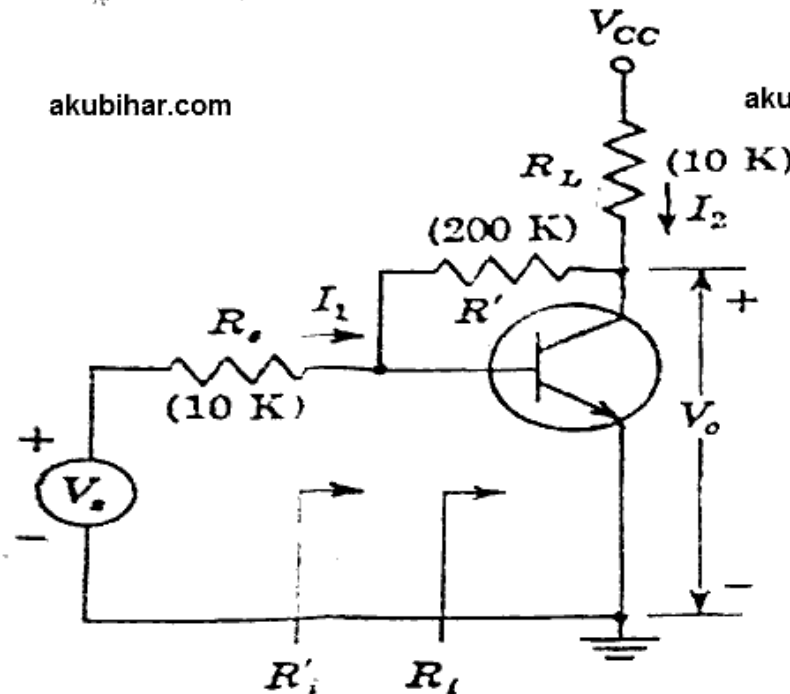 V_CC
akubihar.com
aku
R_L
(10 K)
I_2
(200 K)
R'
I_1
R_s
(10 K)
+
+
V_s
V_o
−
−
R'_i
R_i